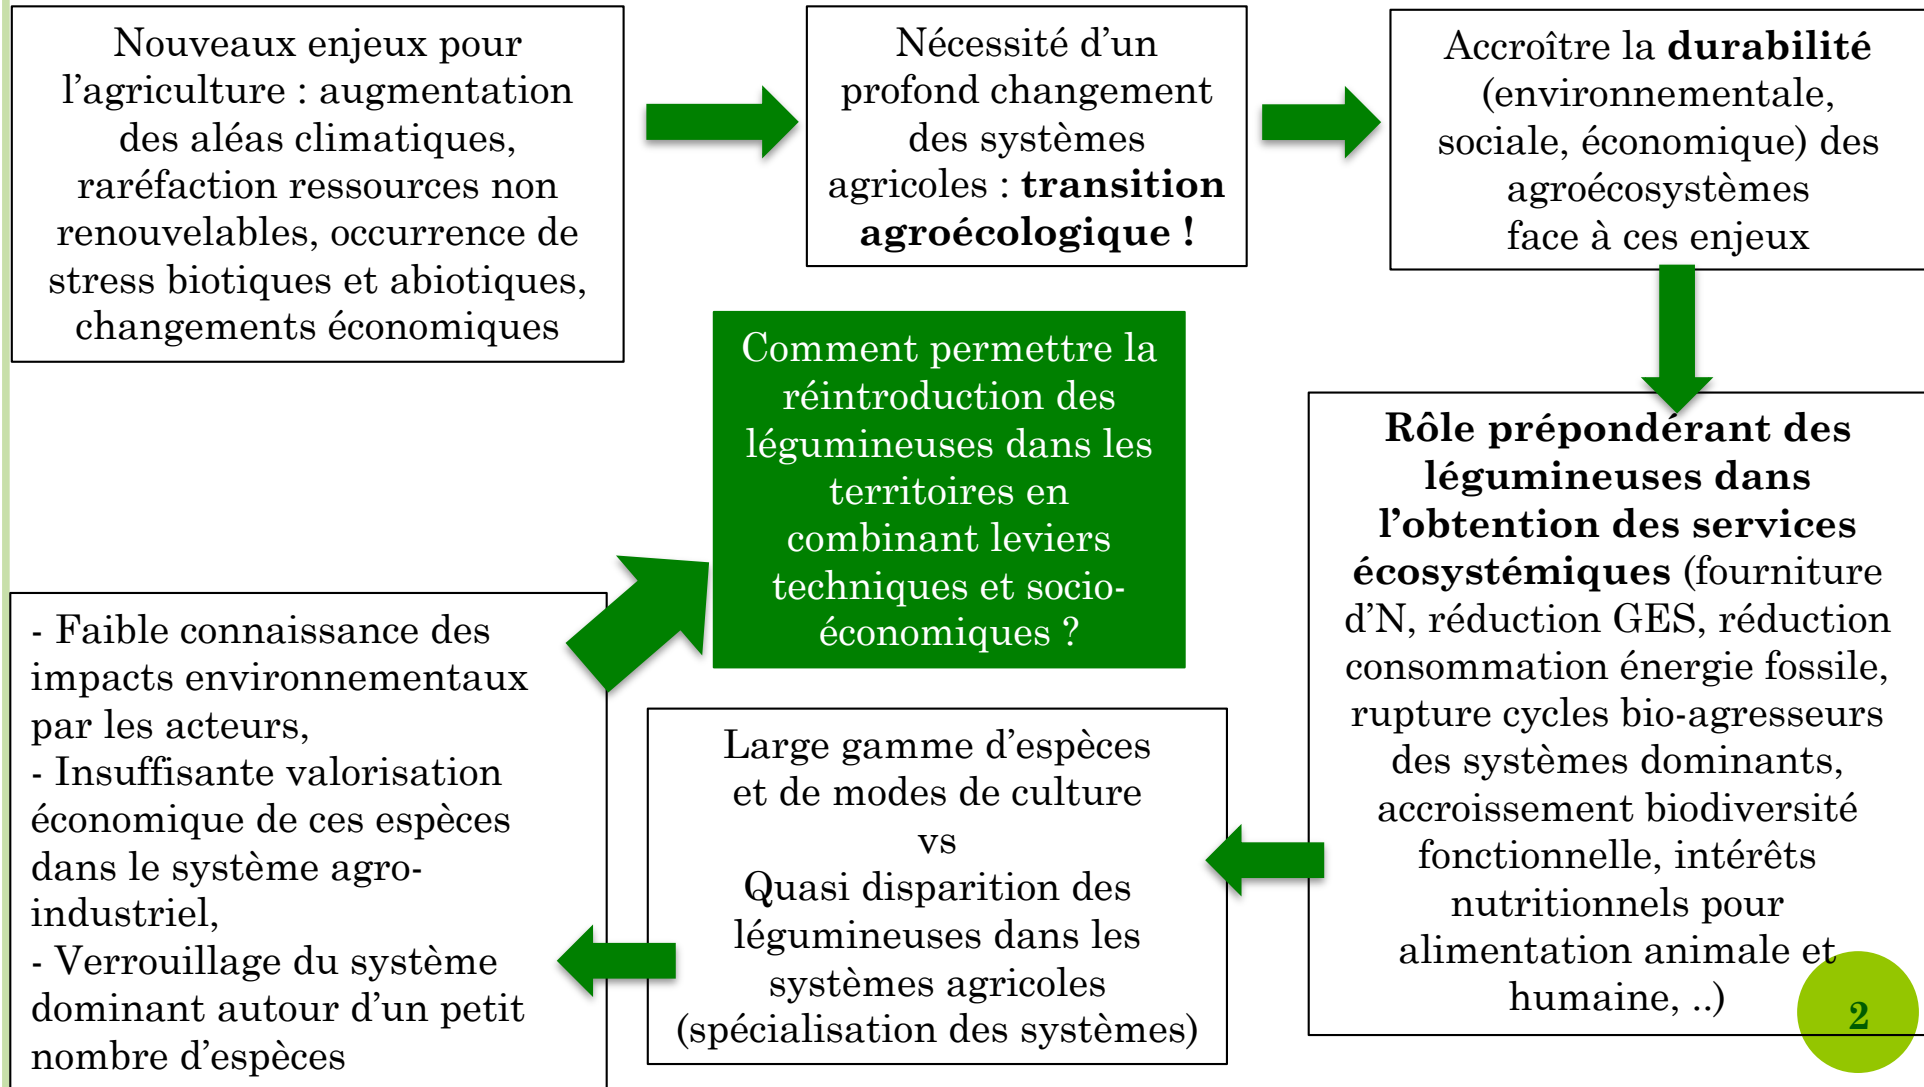 Nouveaux enjeux pour
l’agriculture : augmentation
des aléas climatiques,
raréfaction ressources non
renouvelables, occurrence de
stress biotiques et abiotiques,
changements économiques
Nécessité d’un
profond changement
des systèmes
agricoles : transition
agroécologique !
Accroître la durabilité
(environnementale,
sociale, économique) des
agroécosystèmes
face à ces enjeux
Rôle prépondérant des
légumineuses dans
l’obtention des services
écosystémiques (fourniture
d’N, réduction GES, réduction
consommation énergie fossile,
rupture cycles bio-agresseurs
des systèmes dominants,
accroissement biodiversité
fonctionnelle, intérêts
nutritionnels pour
alimentation animale et
humaine, ..)
Large gamme d’espèces
et de modes de culture
vs
Quasi disparition des
légumineuses dans les
systèmes agricoles
(spécialisation des systèmes)
- Faible connaissance des
impacts environnementaux
par les acteurs,
- Insuffisante valorisation
économique de ces espèces
dans le système agro-
industriel,
- Verrouillage du système
dominant autour d’un petit
nombre d’espèces
Comment permettre la
réintroduction des
légumineuses dans les
territoires en
combinant leviers
techniques et socio-
économiques ?
2